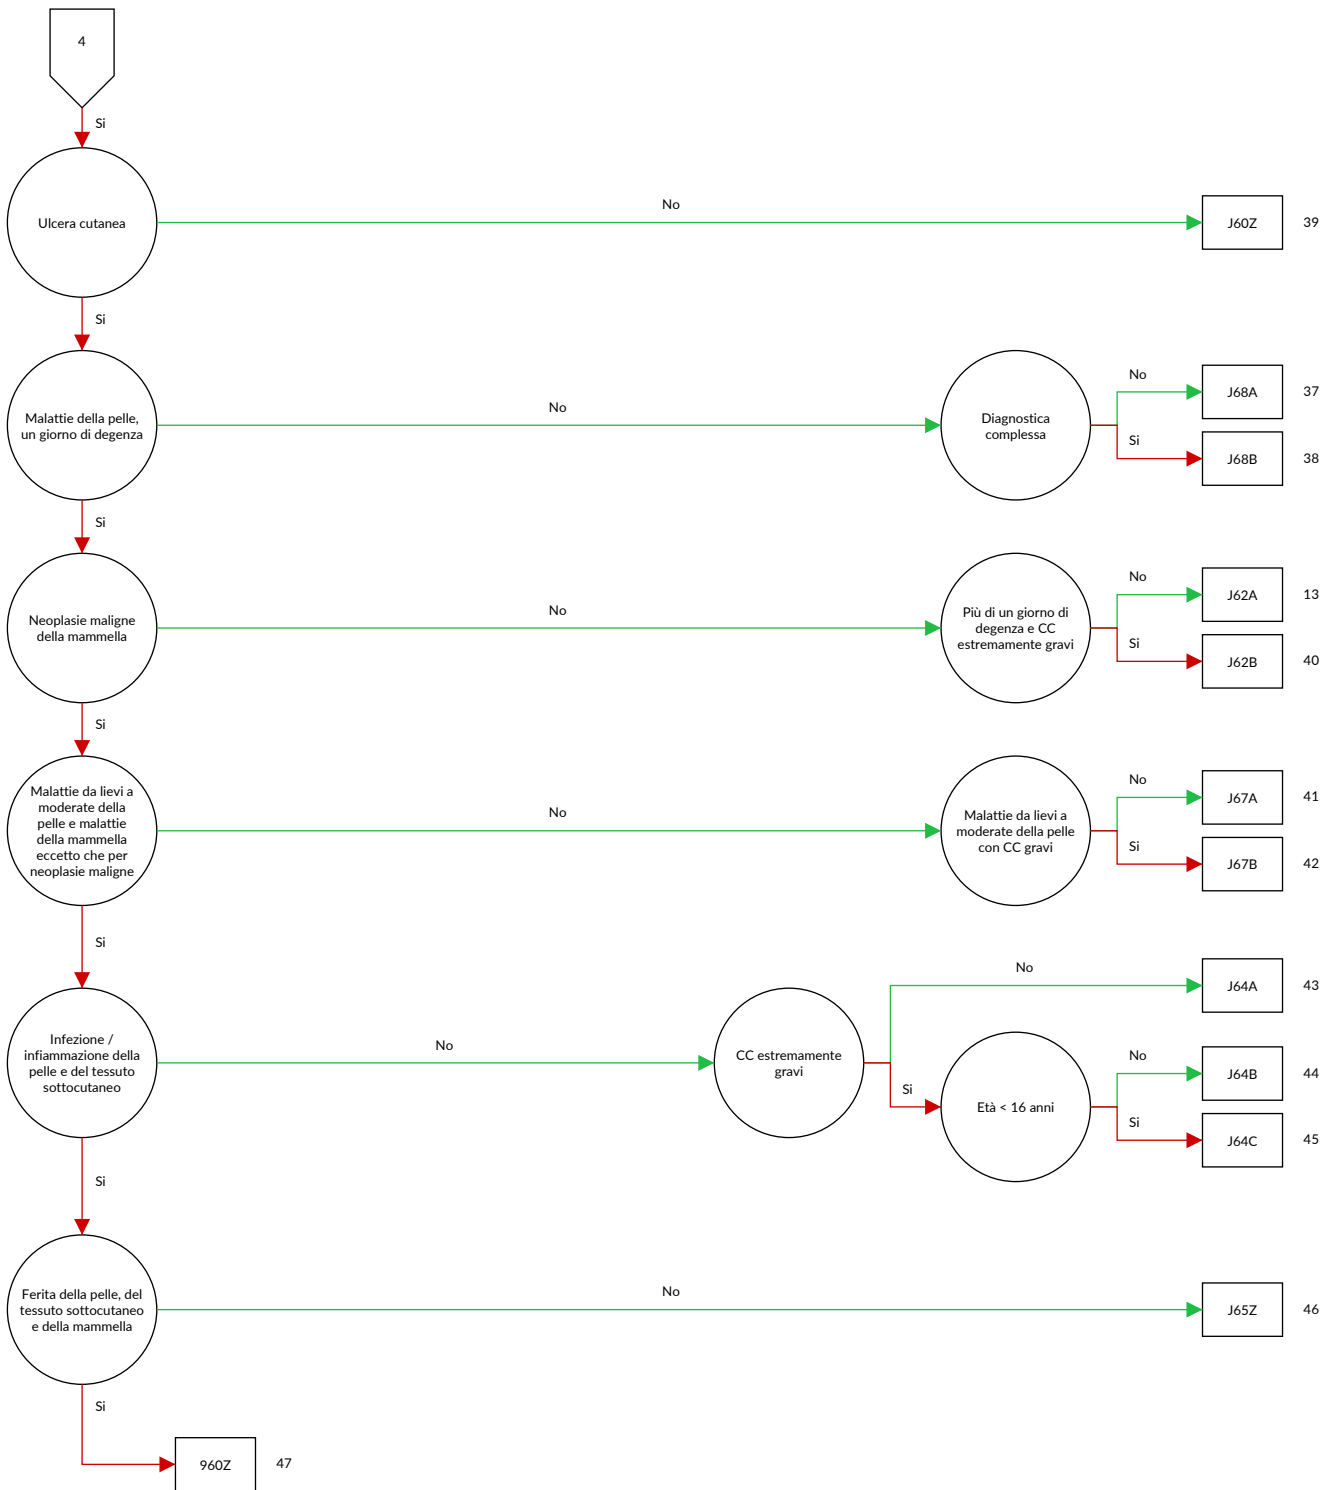 4
Si
Ulcera cutanea
No
J60Z
39
Si
Malattie della pelle,
un giorno di degenza
No
Diagnostica
complessa
No
J68A
37
Si
J68B
38
Si
Neoplasie maligne
della mammella
No
Più di un giorno di
degenza e CC
estremamente gravi
No
J62A
13
Si
J62B
40
Si
Malattie da lievi a
moderate della
pelle e malattie
della mammella
eccetto che per
neoplasie maligne
No
Malattie da lievi a
moderate della pelle
con CC gravi
No
J67A
41
Si
J67B
42
Si
Infezione /
infiammazione della
pelle e del tessuto
sottocutaneo
No
CC estremamente
gravi
No
J64A
43
Si
Età < 16 anni
No
J64B
44
Si
J64C
45
Si
Ferita della pelle, del
tessuto sottocutaneo
e della mammella
No
J65Z
46
Si
960Z
47